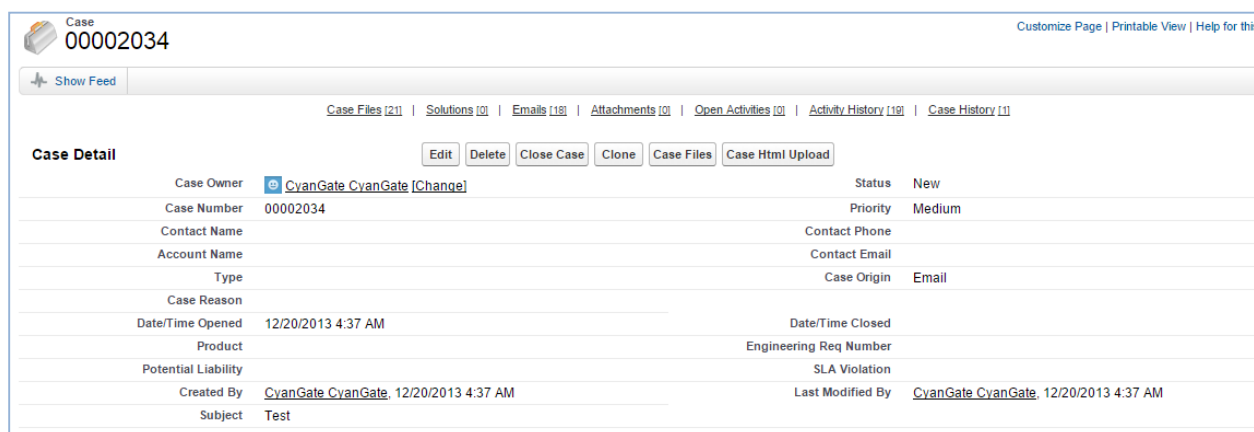 Case
00002034
Customize Page | Printable View | Help for this
Show Feed
Case Files [21] | Solutions [0] | Emails [18] | Attachments [0] | Open Activities [0] | Activity History [19] | Case History [1]
Case Detail Edit Delete Close Case Clone Case Files Case Html Upload
Case Owner CyanGate CyanGate [Change] Status New
Case Number 00002034 Priority Medium
Contact Name Contact Phone
Account Name Contact Email
Type Case Origin Email
Case Reason
Date/Time Opened 12/20/2013 4:37 AM Date/Time Closed
Product Engineering Req Number
Potential Liability SLA Violation
Created By CyanGate CyanGate, 12/20/2013 4:37 AM Last Modified By CyanGate CyanGate, 12/20/2013 4:37 AM
Subject Test